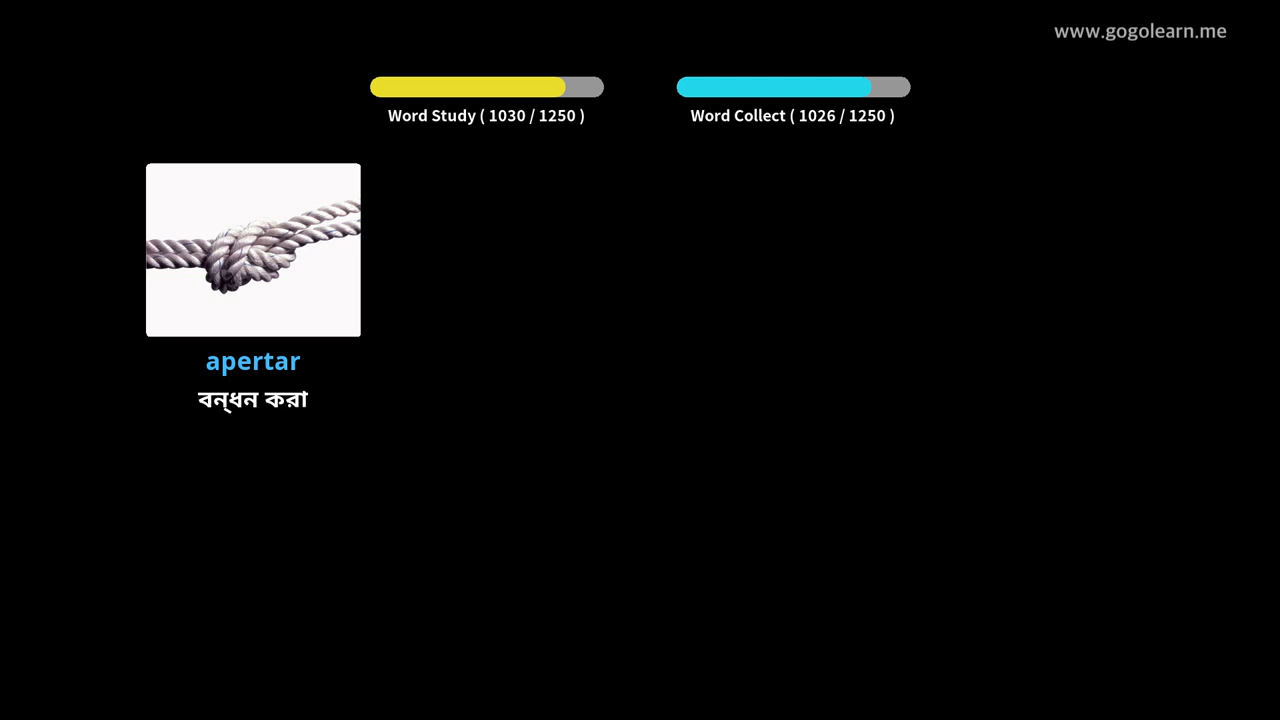 www.gogolearn.me
Word Study ( 1030 / 1250 )
Word Collect ( 1026 / 1250 )
apertar
বন্ধন করা